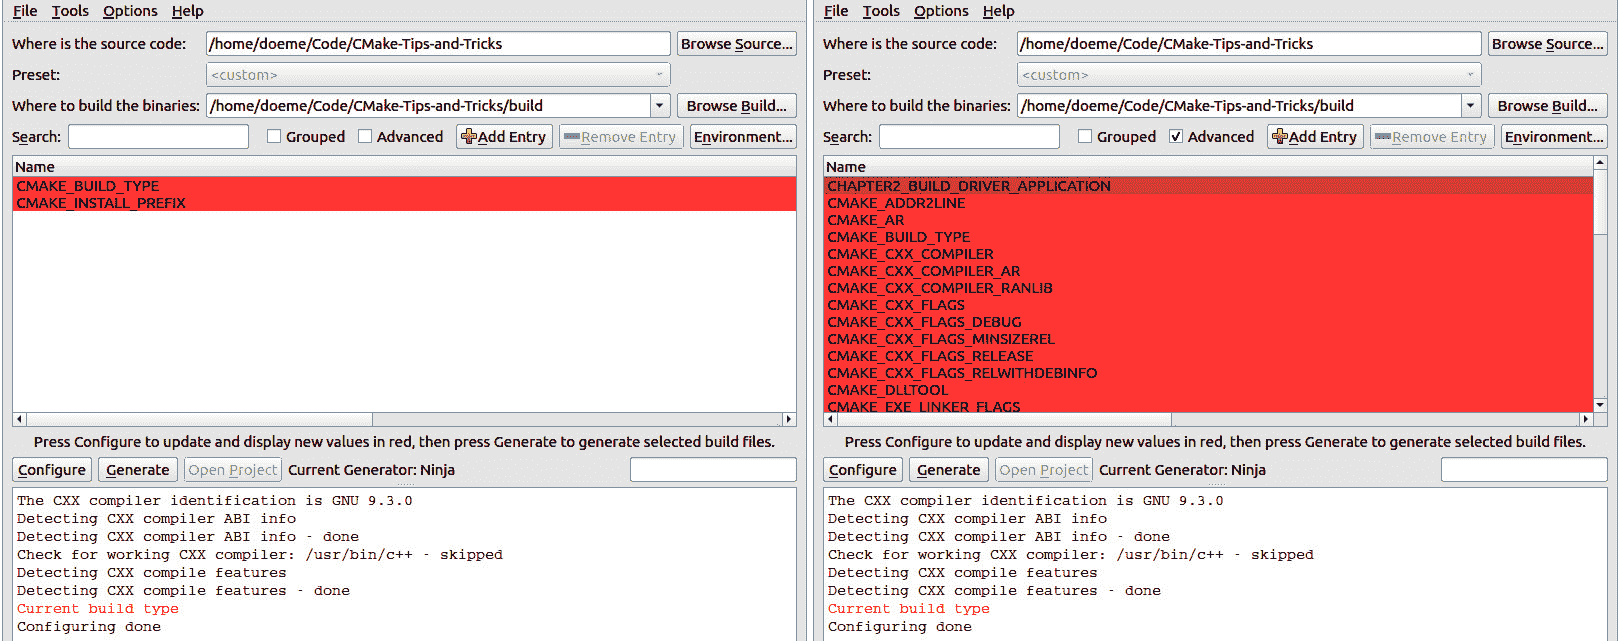 File Tools Options Help
Where is the source code: /home/doeme/Code/CMake-Tips-and-Tricks Browse Source...
Preset: <custom>
Where to build the binaries: /home/doeme/Code/CMake-Tips-and-Tricks/build Browse Build...
Search: Grouped Advanced Add Entry Remove Entry Environment...
Name
CMAKE_BUILD_TYPE
CMAKE_INSTALL_PREFIX
Press Configure to update and display new values in red, then press Generate to generate selected build files.
Configure Generate Open Project Current Generator: Ninja
The CXX compiler identification is GNU 9.3.0
Detecting CXX compiler ABI info
Detecting CXX compiler ABI info - done
Check for working CXX compiler: /usr/bin/c++ - skipped
Detecting CXX compile features
Detecting CXX compile features - done
Current build type
Configuring done
File Tools Options Help
Where is the source code: /home/doeme/Code/CMake-Tips-and-Tricks Browse Source...
Preset: <custom>
Where to build the binaries: /home/doeme/Code/CMake-Tips-and-Tricks/build Browse Build...
Search: Grouped Advanced Add Entry Remove Entry Environment...
Name
CHAPTER2_BUILD_DRIVER_APPLICATION
CMAKE_ADDR2LINE
CMAKE_AR
CMAKE_BUILD_TYPE
CMAKE_CXX_COMPILER
CMAKE_CXX_COMPILER_AR
CMAKE_CXX_COMPILER_RANLIB
CMAKE_CXX_FLAGS
CMAKE_CXX_FLAGS_DEBUG
CMAKE_CXX_FLAGS_MINSIZEREL
CMAKE_CXX_FLAGS_RELEASE
CMAKE_CXX_FLAGS_RELWITHDEBINFO
CMAKE_DLLTOOL
CMAKE_EXE_LINKER_FLAGS
Press Configure to update and display new values in red, then press Generate to generate selected build files.
Configure Generate Open Project Current Generator: Ninja
The CXX compiler identification is GNU 9.3.0
Detecting CXX compiler ABI info
Detecting CXX compiler ABI info - done
Check for working CXX compiler: /usr/bin/c++ - skipped
Detecting CXX compile features
Detecting CXX compile features - done
Current build type
Configuring done